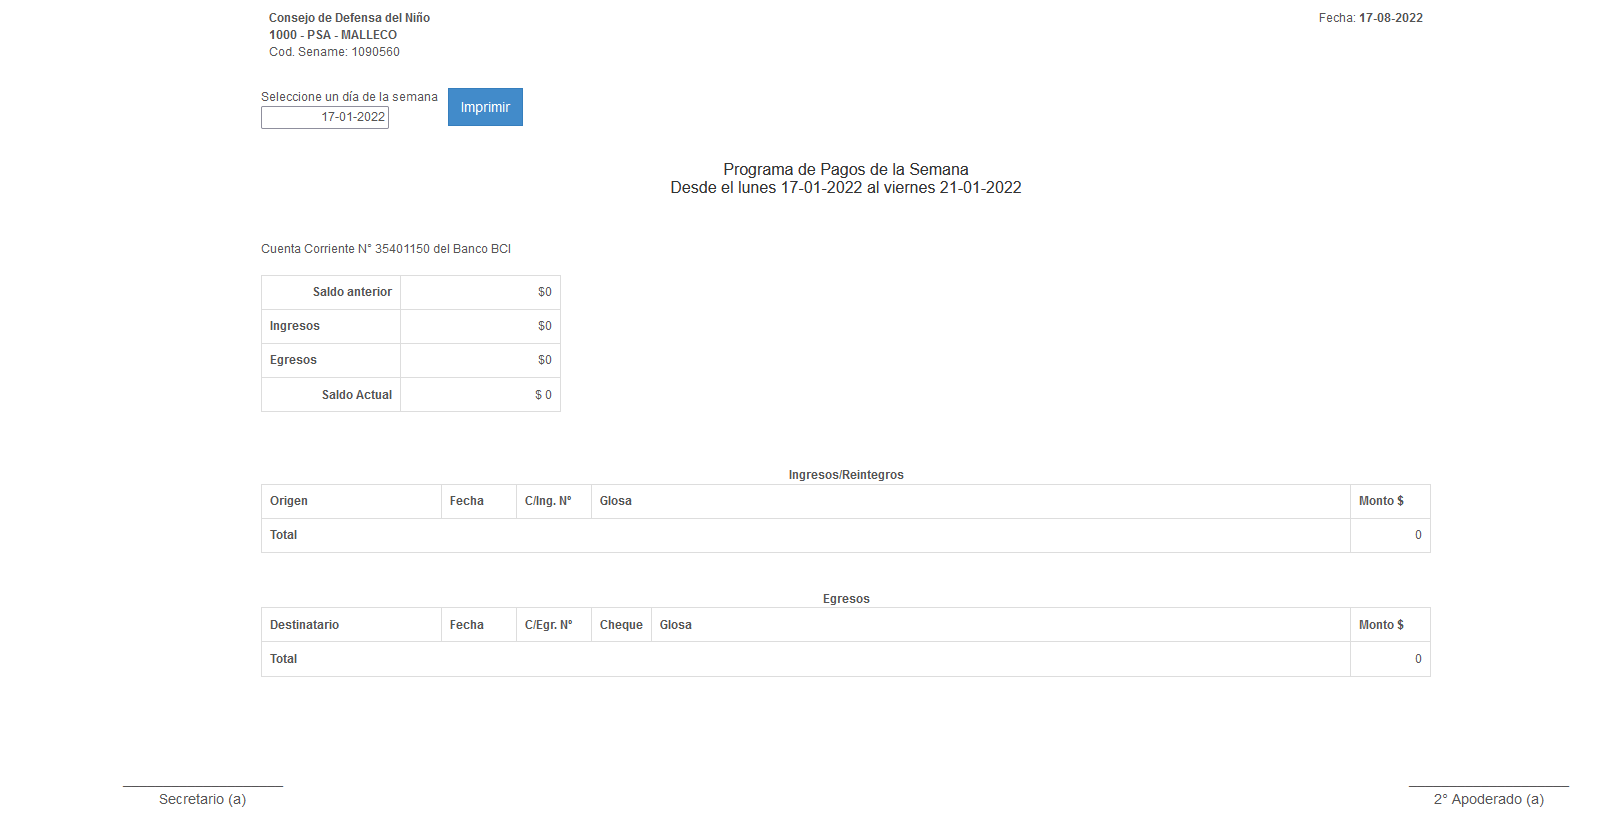 Consejo de Defensa del Niño
Fecha: 17-08-2022
1000 - PSA - MALLECO
Cod. Sename: 1090560
Seleccione un día de la semana
17-01-2022
Imprimir
Programa de Pagos de la Semana
Desde el lunes 17-01-2022 al viernes 21-01-2022
Cuenta Corriente N° 35401150 del Banco BCI
Saldo anterior $0
Ingresos $0
Egresos $0
Saldo Actual $ 0
Ingresos/Reintegros
Origen Fecha C/Ing. Nº Glosa Monto $
Total 0
Egresos
Destinatario Fecha C/Egr. Nº Cheque Glosa Monto $
Total 0
Secretario (a) 2° Apoderado (a)